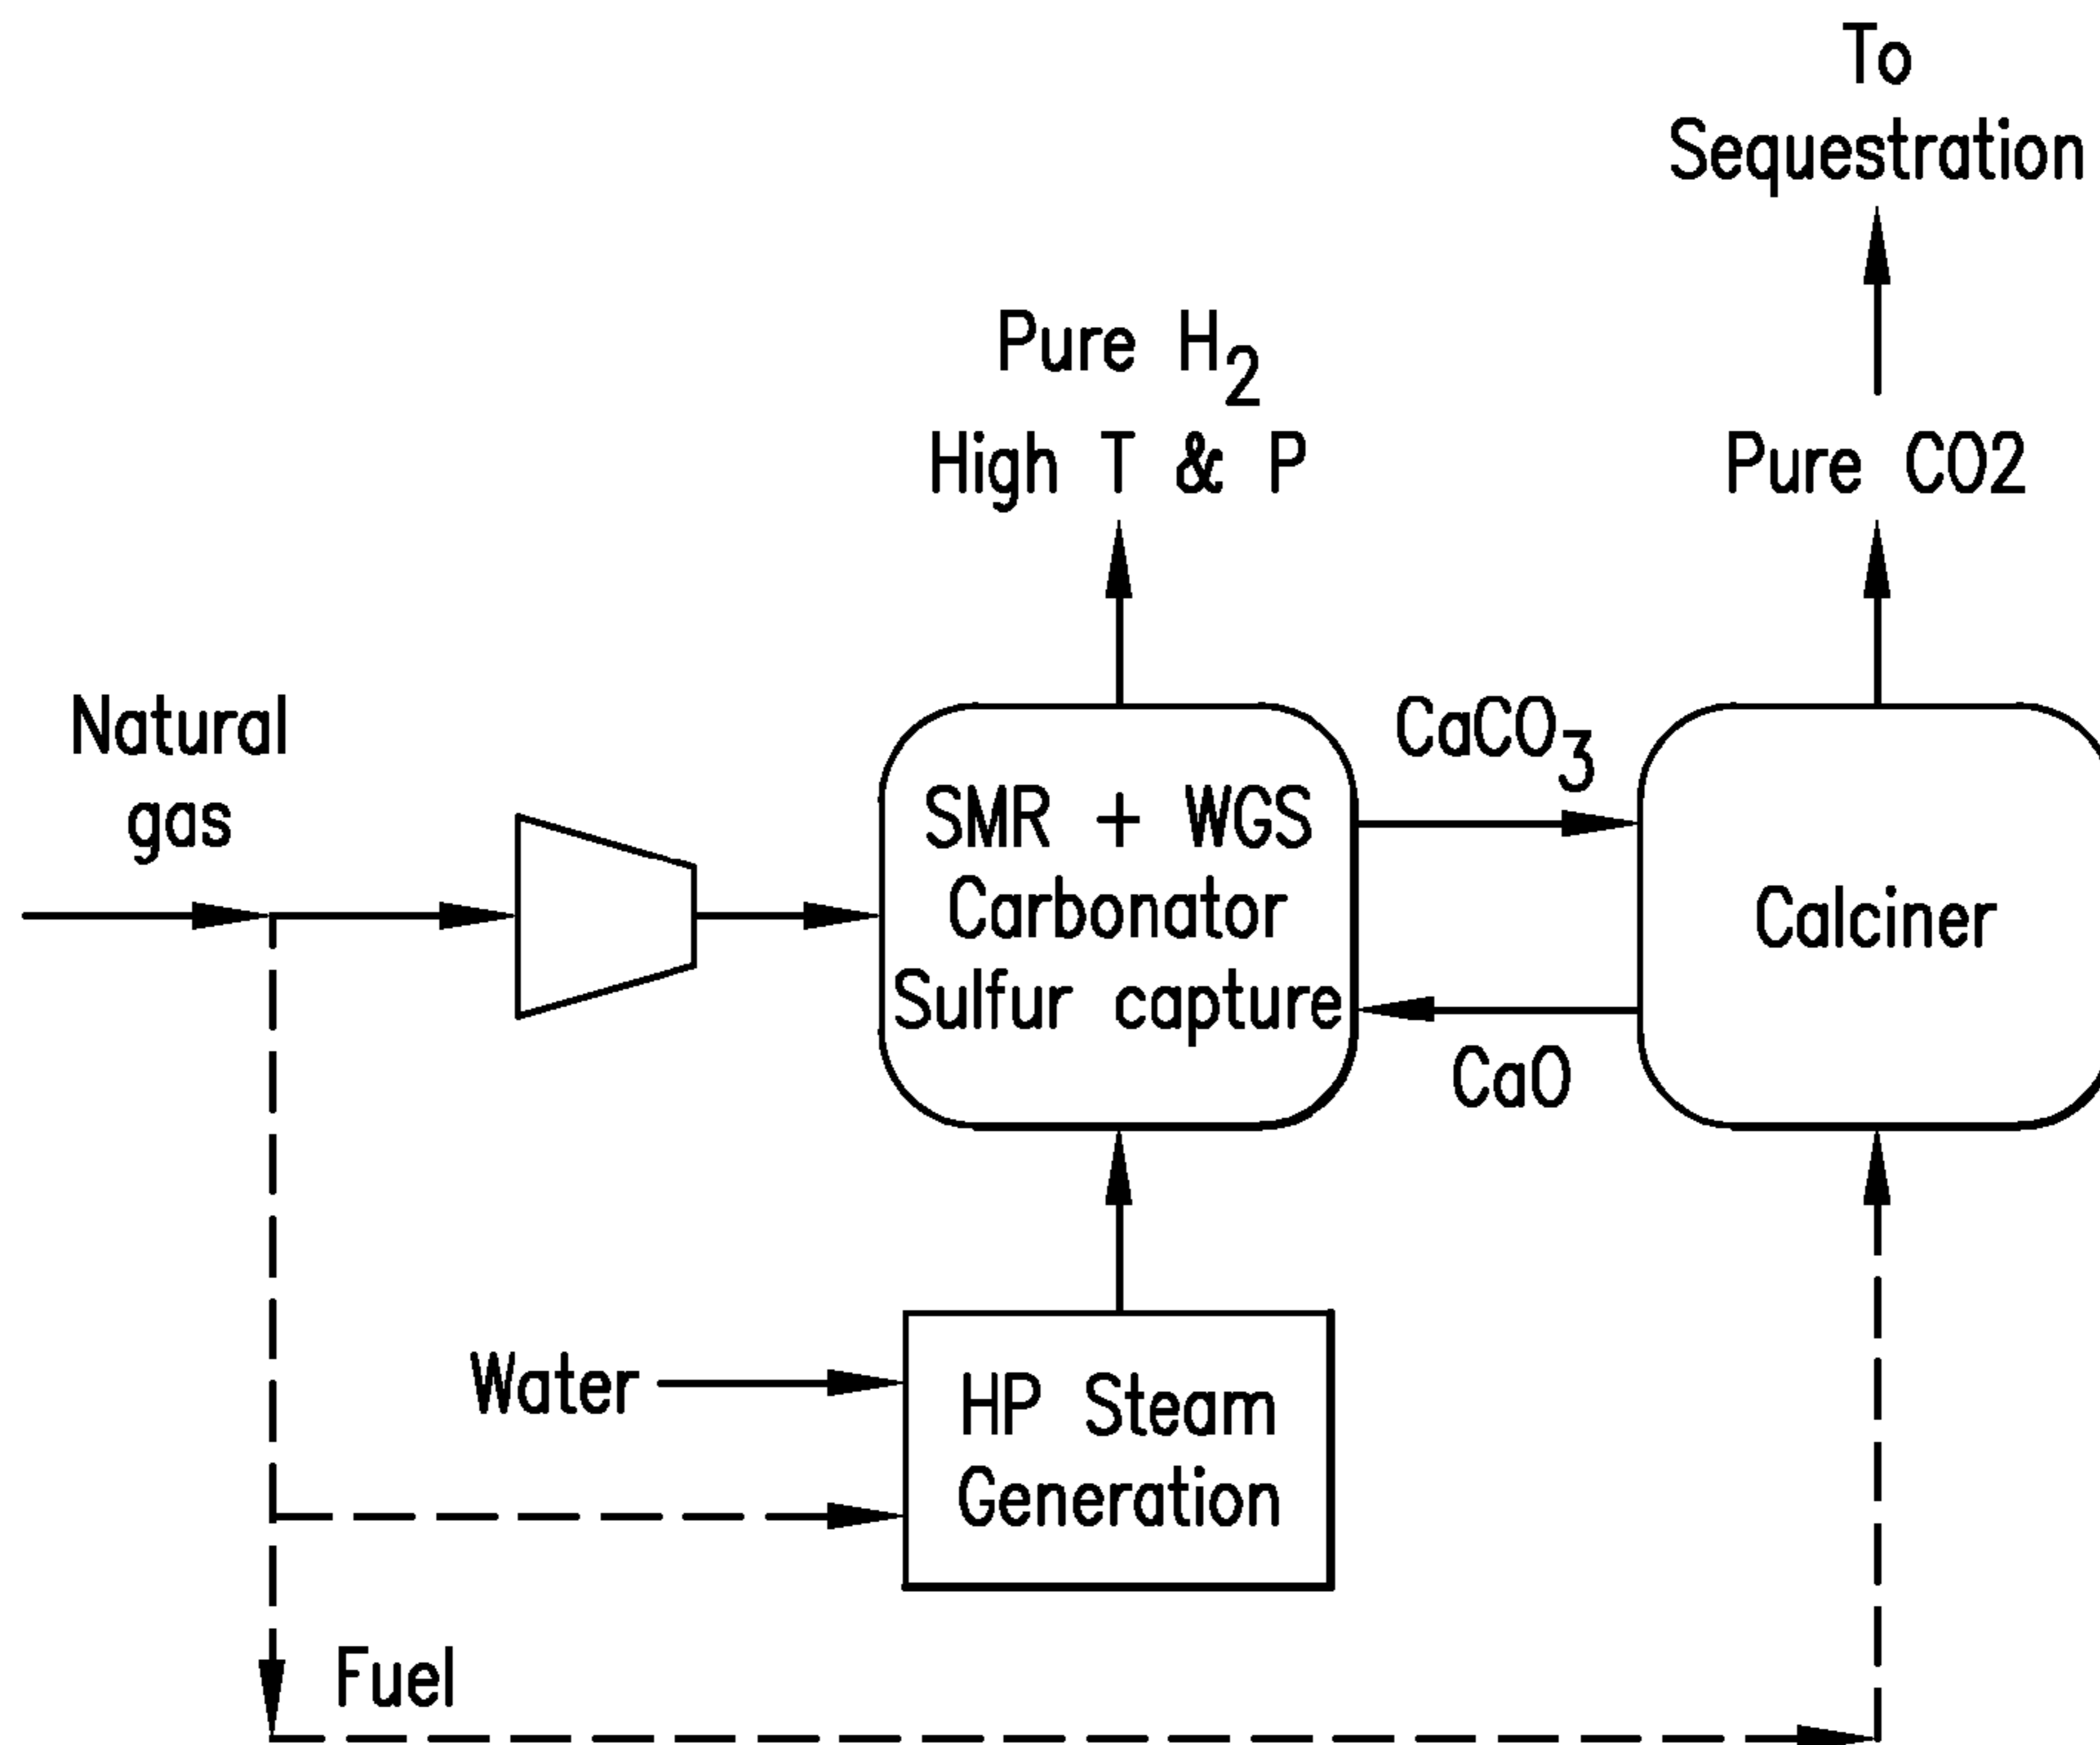 To
Sequestration
Pure H2
High T & P
Pure CO2
Natural
gas
CaCO3
SMR + WGS
Carbonator
Sulfur capture
Calciner
CaO
Water
HP Steam
Generation
Fuel